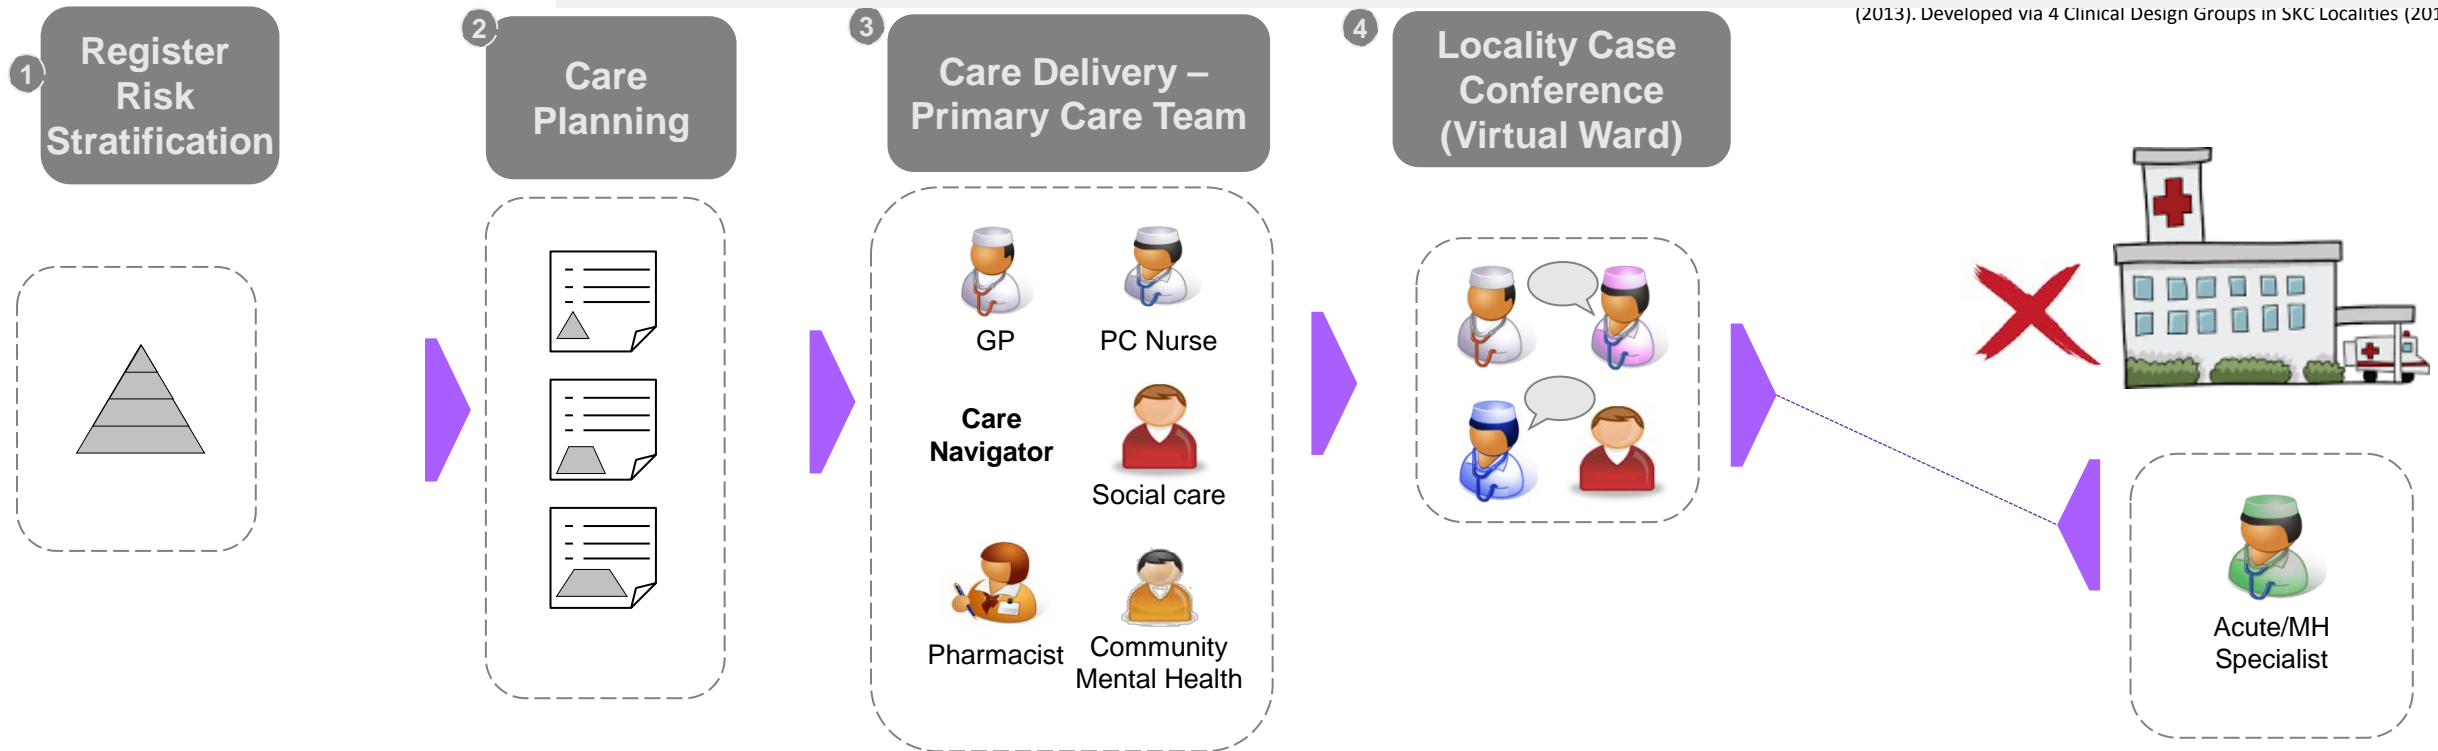 (2013). Developed via 4 Clinical Design Groups in SKC Localities (201
1
Register
Risk
Stratification
2
Care
Planning
3
Care Delivery –
Primary Care Team
4
Locality Case
Conference
(Virtual Ward)
GP
PC Nurse
Care
Navigator
Social care
Pharmacist
Community
Mental Health
Acute/MH
Specialist